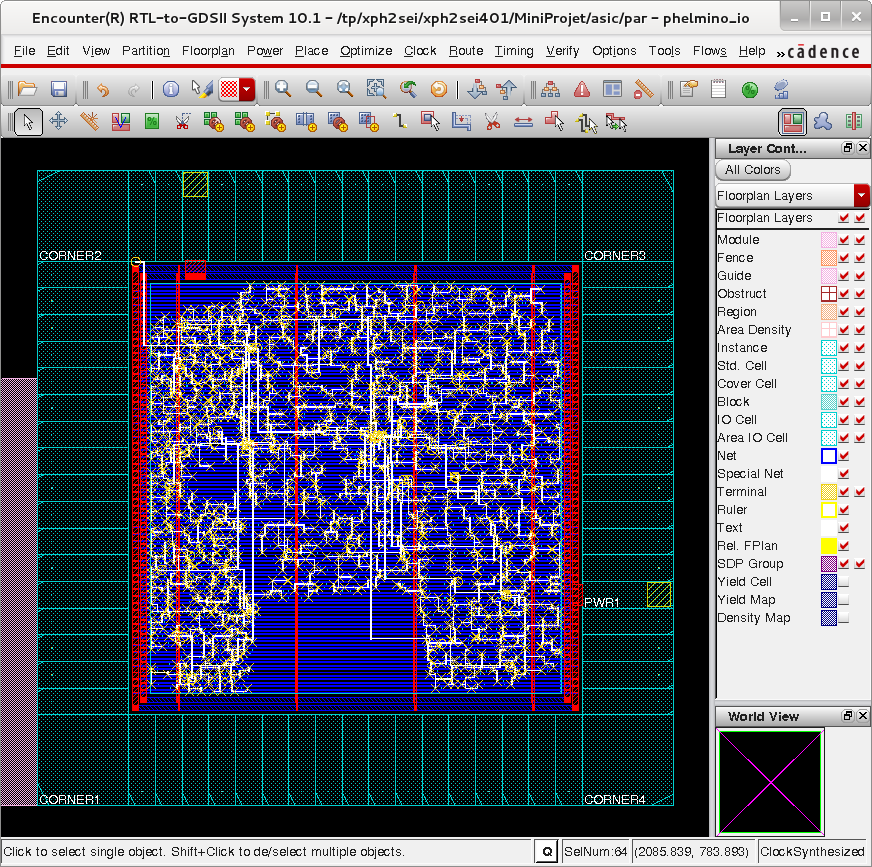 Encounter(R) RTL-to-GDSII System 10.1 - /tp/xph2sei/xph2sei401/MiniProjet/asic/par - phelmino_io
File Edit View Partition Floorplan Power Place Optimize Clock Route Timing Verify Options Tools Flows Help » cādence
Layer Cont...
All Colors
Floorplan Layers
Floorplan Layers
Module
Fence
Guide
Obstruct
Region
Area Density
Instance
Std. Cell
Cover Cell
Block
IO Cell
Area IO Cell
Net
Special Net
Terminal
Ruler
Text
Rel. FPlan
SDP Group
Yield Cell
Yield Map
Density Map
CORNER2
CORNER3
PWR1
CORNER1
CORNER4
World View
Click to select single object. Shift+Click to de/select multiple objects.
Q
SelNum:64
(2085.839, 783.893)
ClockSynthesized